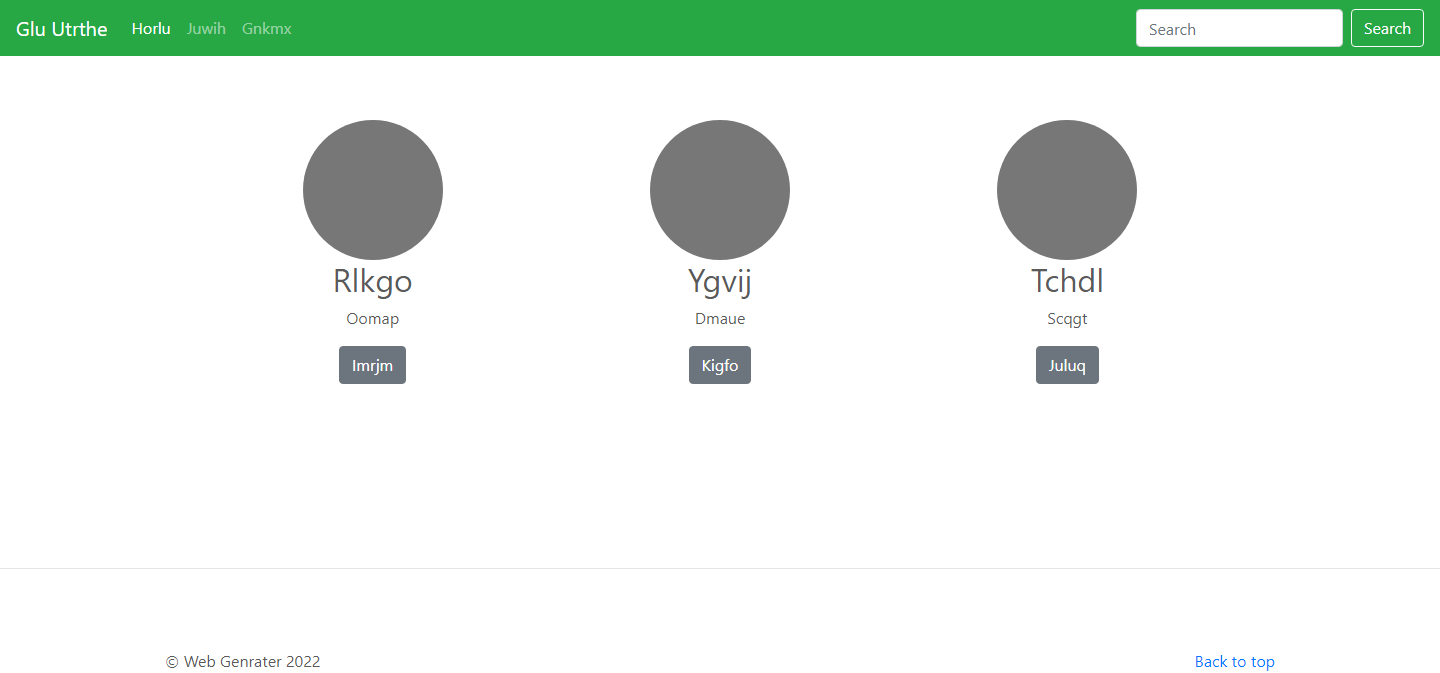 Glu Utrthe Horlu Juwih Gnkmx Search Search
Rlkgo Ygvij Tchdl
Oomap Dmaue Scqgt
Imrjm Kigfo Juluq
© Web Genrater 2022 Back to top